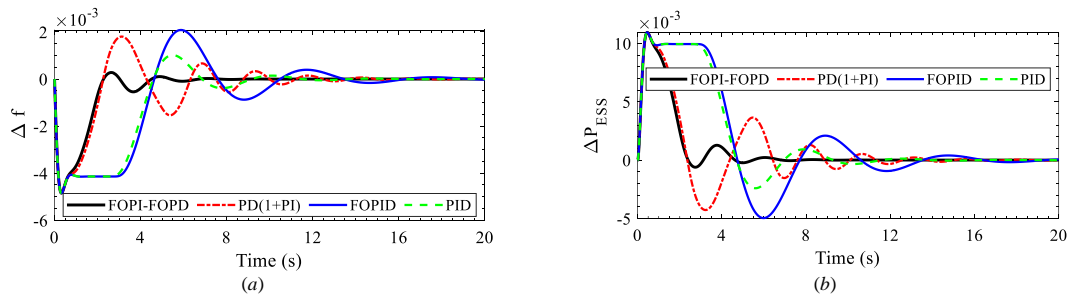 ×10⁻³
2
0
-2
-4
-6
Δ f
FOPI-FOPD PD(1+PI) FOPID PID
0 4 8 12 16 20
Time (s)
(a)
×10⁻³
10
5
0
-5
ΔP_ESS
FOPI-FOPD PD(1+PI) FOPID PID
0 4 8 12 16 20
Time (s)
(b)